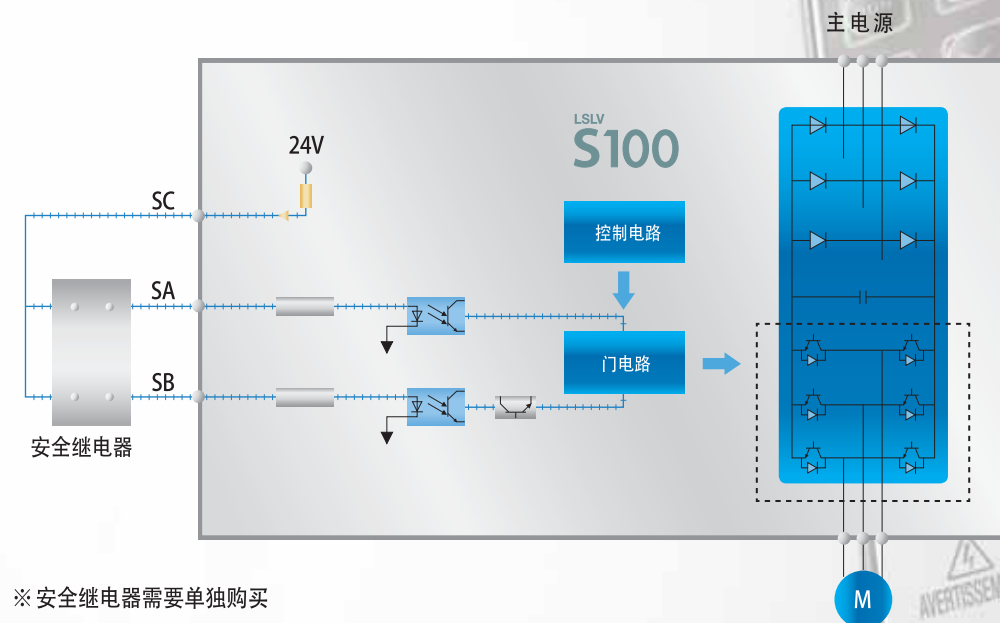 主电源
LSLV
S100
24V
SC
控制电路
SA
门电路
SB
安全继电器
※ 安全继电器需要单独购买
M
AVERTISSEM